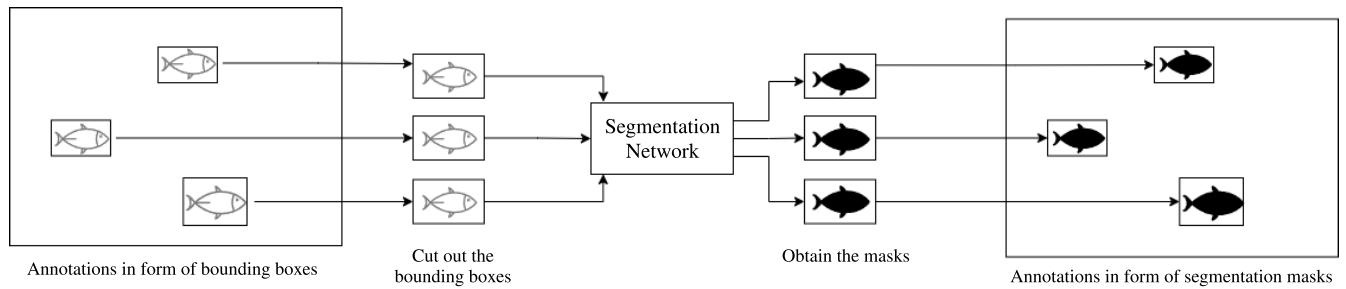 Annotations in form of bounding boxes
Cut out the
bounding boxes
Segmentation
Network
Obtain the masks
Annotations in form of segmentation masks